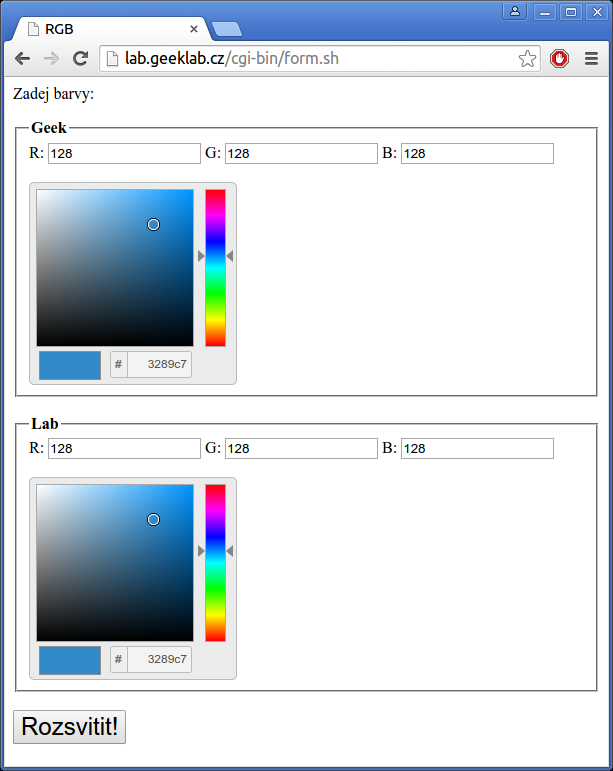 RGB
lab.geeklab.cz/cgi-bin/form.sh
Zadej barvy:
Geek
R: 128 G: 128 B: 128
# 3289c7
Lab
R: 128 G: 128 B: 128
# 3289c7
Rozsvitit!